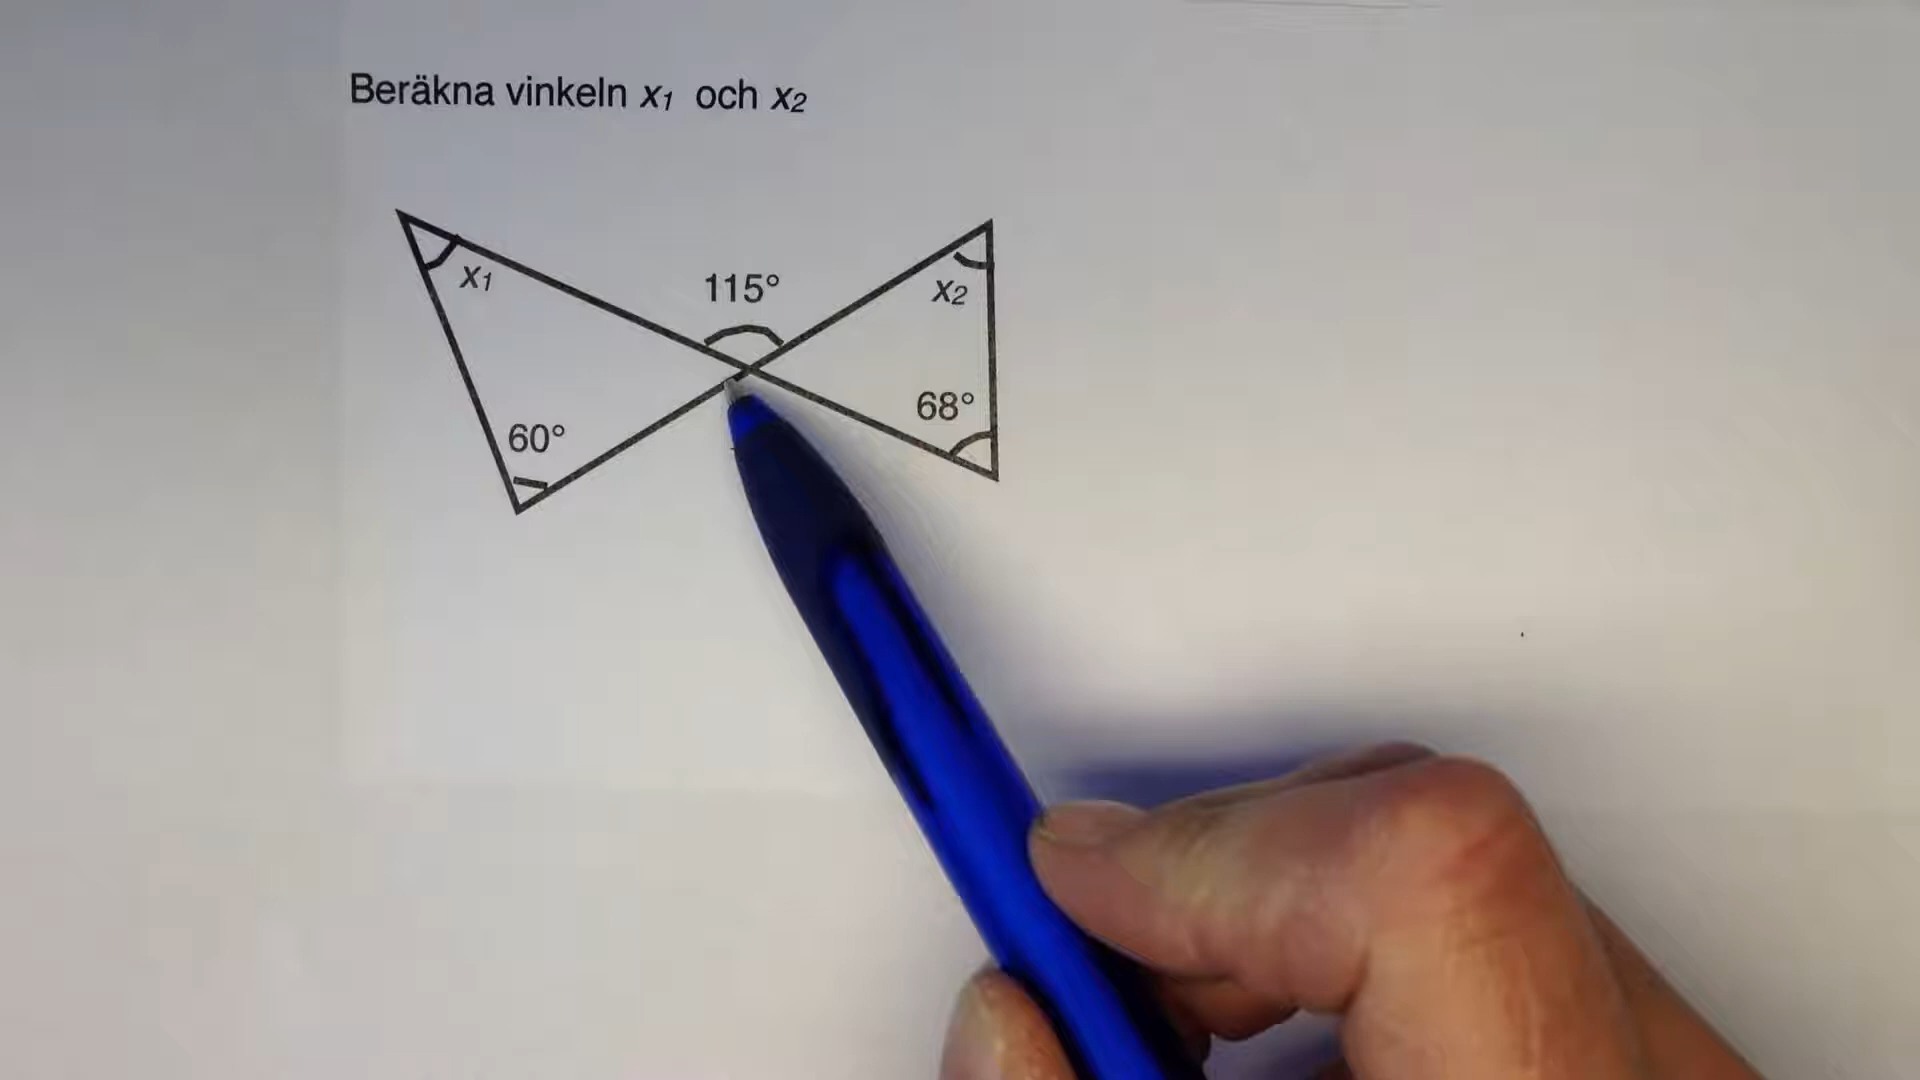 Beräkna vinkeln x₁ och x₂
115°
x₁
x₂
68°
60°